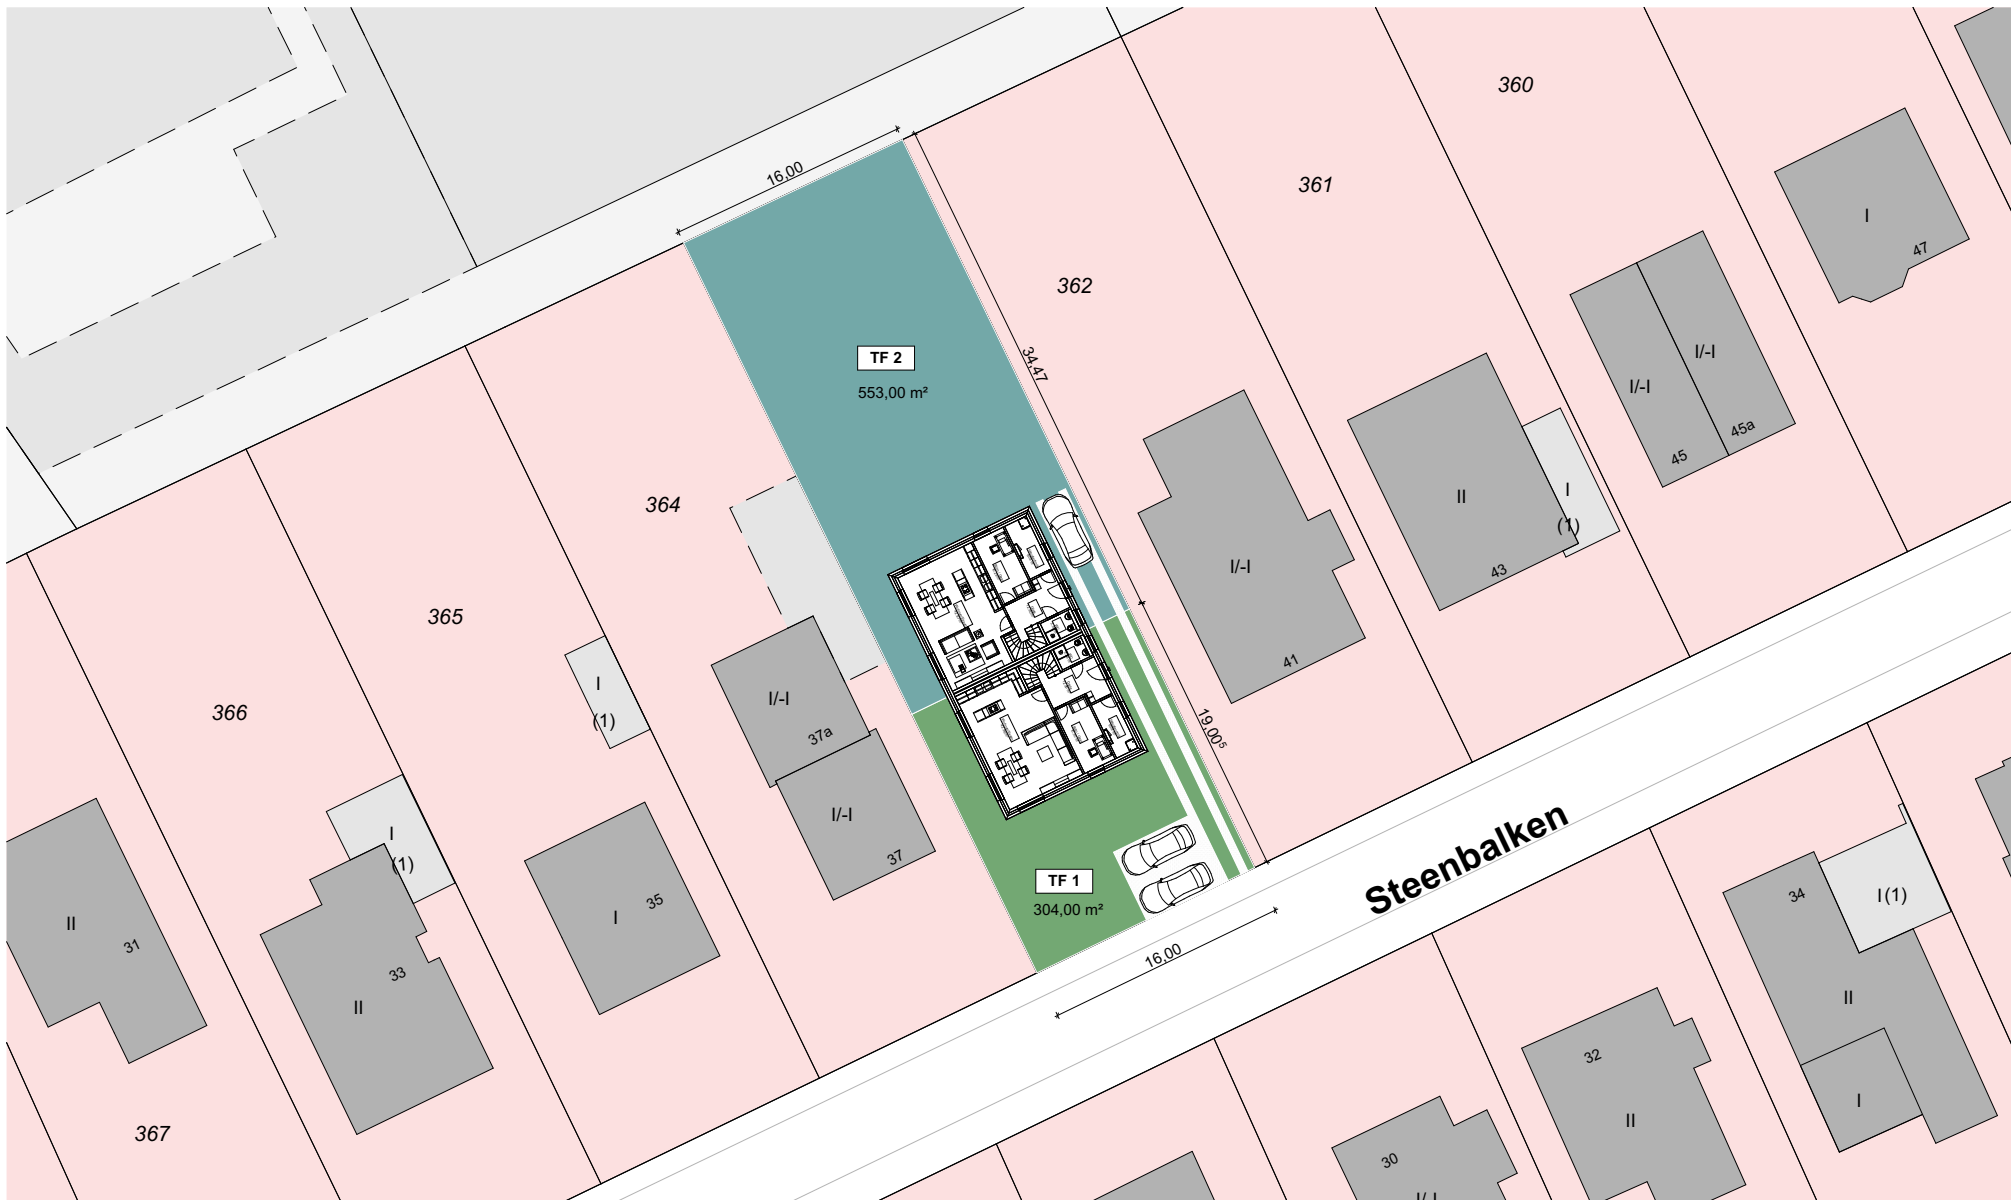 360
16,00
361
I
47
362
34,47
TF 2
553,00 m²
I/-I
I/-I
45a
45
364
II
I
(1)
43
I/-I
41
365
366
I
(1)
I/-I
37a
19,00⁵
I/-I
37
I
(1)
35
I
II
31
33
II
TF 1
304,00 m²
16,00
Steenbalken
34
I (1)
II
I
32
II
30
I/-I
367